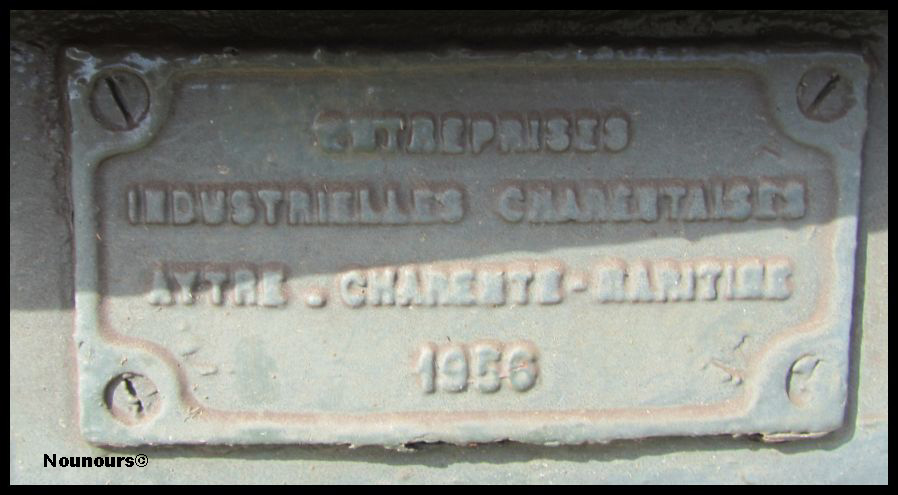 ENTREPRISES
INDUSTRIELLES CHARENTAISES
AYTRE . CHARENTE-MARITIME
1956
Nounours©